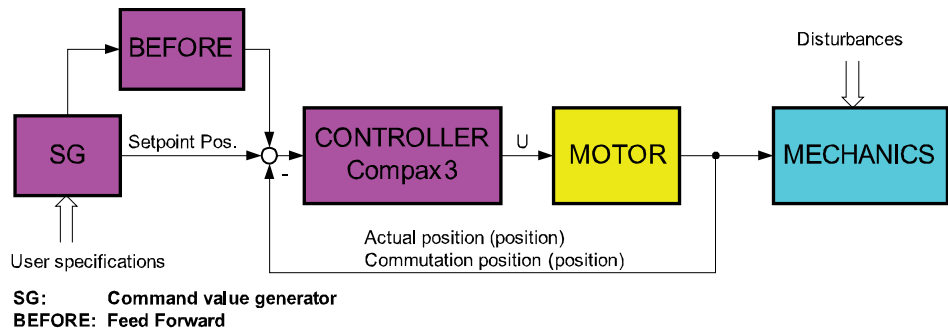 BEFORE
Disturbances
SG
Setpoint Pos.
-
CONTROLLER
Compax3
U
MOTOR
MECHANICS
Actual position (position)
Commutation position (position)
User specifications
SG: Command value generator
BEFORE: Feed Forward